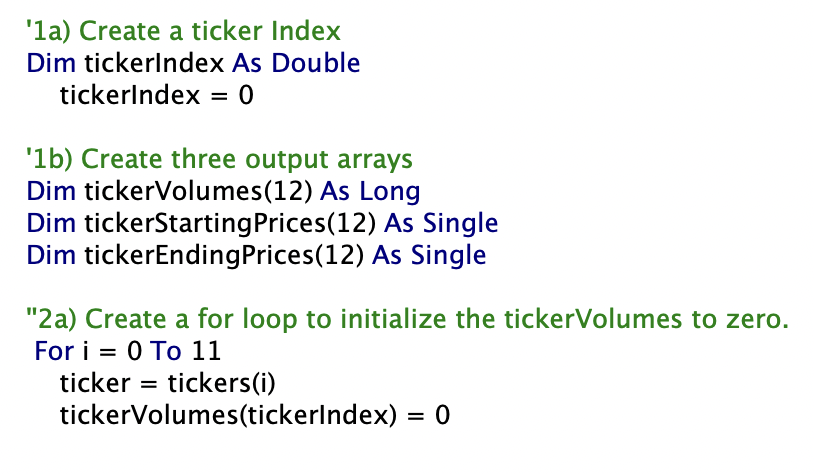 '1a) Create a ticker Index
Dim tickerIndex As Double
tickerIndex = 0
'1b) Create three output arrays
Dim tickerVolumes(12) As Long
Dim tickerStartingPrices(12) As Single
Dim tickerEndingPrices(12) As Single
''2a) Create a for loop to initialize the tickerVolumes to zero.
For i = 0 To 11
ticker = tickers(i)
tickerVolumes(tickerIndex) = 0